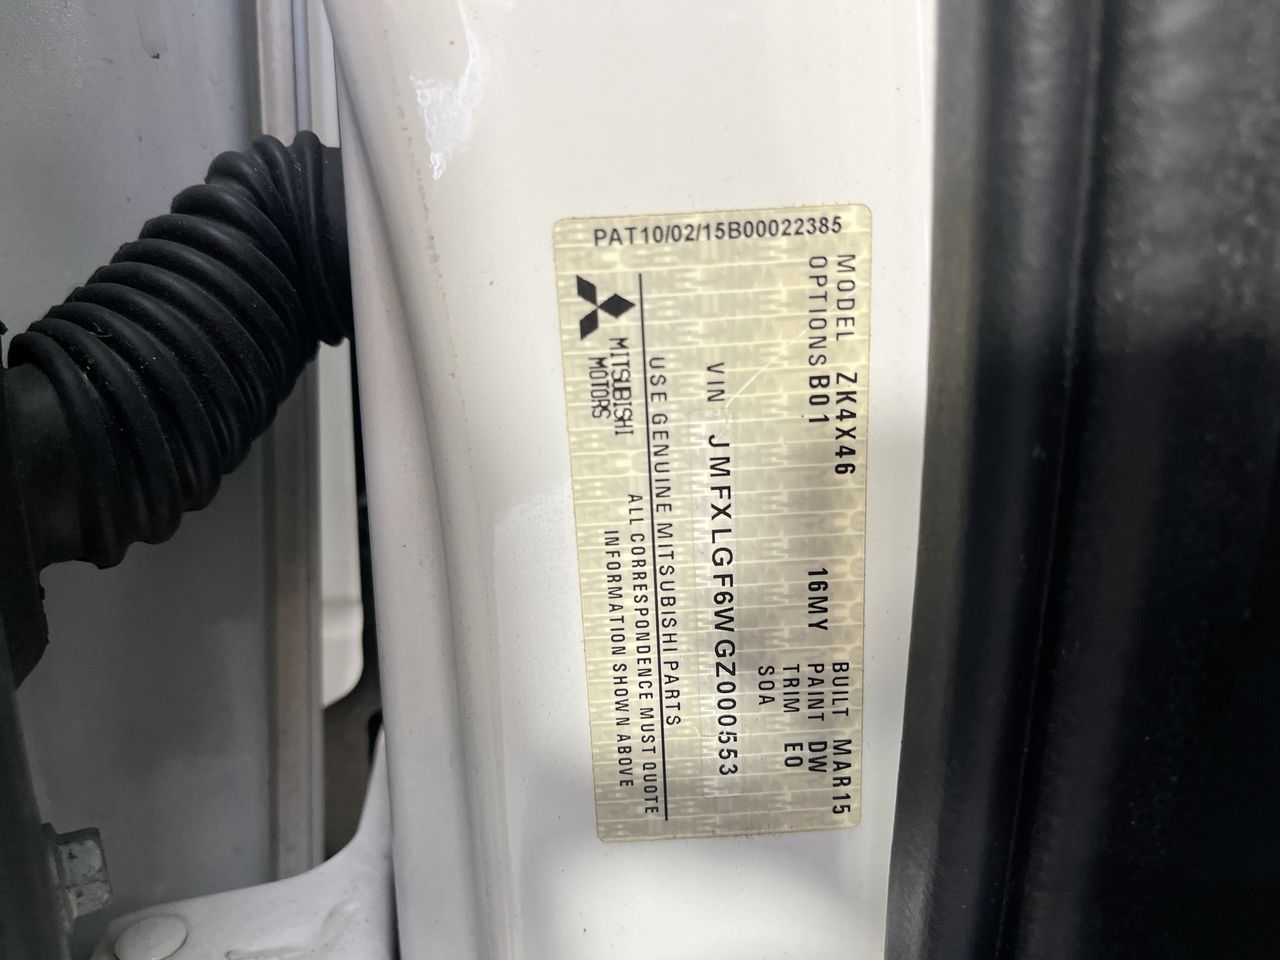 PAT10/02/15B00022385
MODEL ZK4X46 BUILT MAR15
OPTIONS B01 16MY PAINT DW
TRIM EO
SOA
VIN JMFXLGF6WGZ000553
USE GENUINE MITSUBISHI PARTS
MITSUBISHI
MOTORS
ALL CORRESPONDENCE MUST QUOTE
INFORMATION SHOWN ABOVE